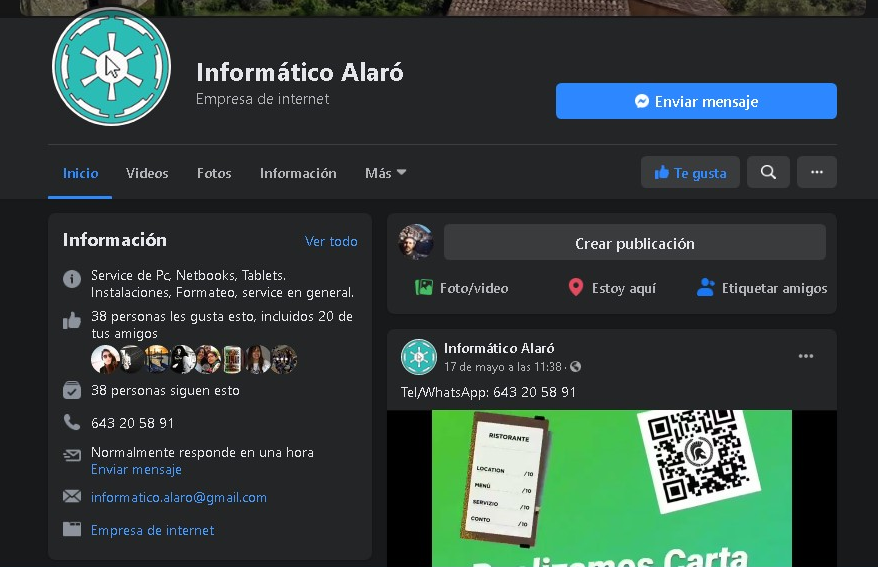 Informático Alaró
Empresa de internet
Enviar mensaje
Inicio
Videos
Fotos
Información
Más
Te gusta
Información
Ver todo
Service de Pc, Netbooks, Tablets.
Instalaciones, Formateo, service en general.
38 personas les gusta esto, incluidos 20 de
tus amigos
38 personas siguen esto
643 20 58 91
Normalmente responde en una hora
Enviar mensaje
informatico.alaro@gmail.com
Empresa de internet
Crear publicación
Foto/video
Estoy aquí
Etiquetar amigos
Informático Alaró
17 de mayo a las 11:38 ·
Tel/WhatsApp: 643 20 58 91
RISTORANTE
LOCATION /10
MENÙ /10
SERVIZIO /10
CONTO /10
Realizamos Carta